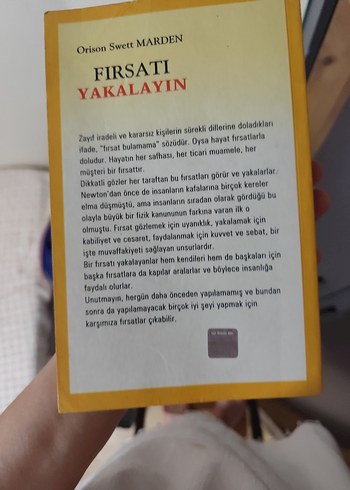 Orison Swett MARDEN
FIRSATI
YAKALAYIN
Zayıf iradeli ve kararsız kişilerin sürekli dillerine doladıkları
ifade, "fırsat bulamama" sözüdür. Oysa hayat fırsatlarla
doludur. Hayatın her safhası, her ticari muamele, her
müşteri bir fırsattır.
Dikkatli gözler her taraftan bu fırsatları görür ve yakalarlar.
Newton'dan önce de insanların kafalarına birçok kereler
elma düşmüştü, ama insanların sıradan olarak gördüğü bu
olayla büyük bir fizik kanununun farkına varan ilk o
olmuştu. Fırsat gözlemek için uyanıklık, yakalamak için
kabiliyet ve cesaret, faydalanmak için kuvvet ve sebat, bir
işte muvaffakiyeti sağlayan unsurlardır.
Bir fırsatı yakalayanlar hem kendileri hem de başkaları için
başka fırsatlara da kapılar aralarlar ve böylece insanlığa
faydalı olurlar.
Unutmayın, hergün daha önceden yapılamamış ve bundan
sonra da yapılamayacak birçok iyi şeyi yapmak için
karşımıza fırsatlar çıkabilir.